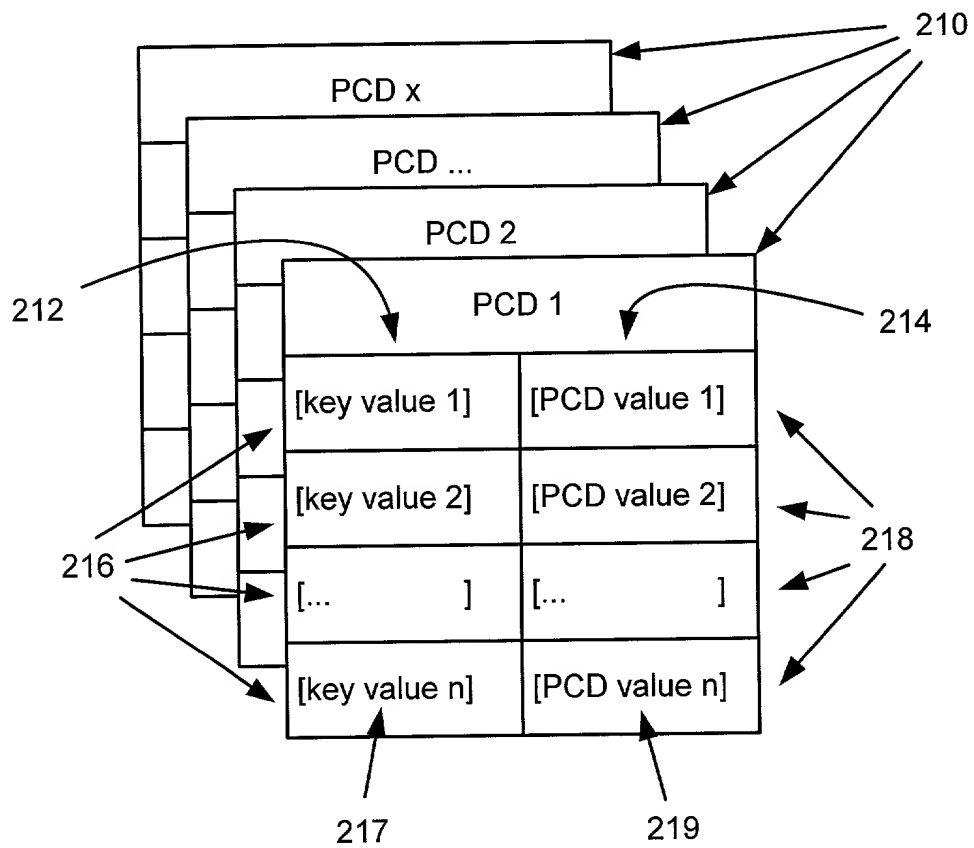 210
PCD x
PCD ...
PCD 2
212
PCD 1
214
[key value 1] [PCD value 1]
[key value 2] [PCD value 2]
216
218
[... ] [... ]
[key value n] [PCD value n]
217
219